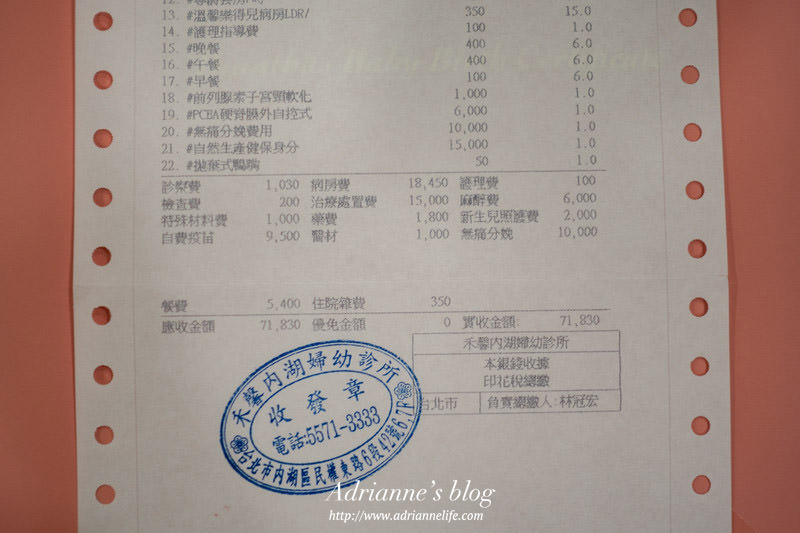 13. #溫馨樂得兒病房LDR/ 350 15.0
14. #護理指導費 100 1.0
15. #晚餐 400 6.0
16. #午餐 400 6.0
17. #早餐 100 6.0
18. #前列腺素子宮頸軟化 1,000 1.0
19. #PCEA硬脊膜外自控式 6,000 1.0
20. #無痛分娩費用 10,000 1.0
21. #自然生產健保身分 15,000 1.0
22. #拋棄式鴨嘴 50 1.0
診察費 1,030 病房費 18,450 護理費 100
檢查費 200 治療處置費 15,000 麻醉費 6,000
特殊材料費 1,000 藥費 1,800 新生兒照護費 2,000
自費疫苗 9,500 醫材 1,000 無痛分娩 10,000
餐費 5,400 住院雜費 350
應收金額 71,830 優免金額 0 實收金額 71,830
禾馨內湖婦幼診所
本銀錢收據
印花稅總繳
台北市 負責總繳人:林冠宏
禾馨內湖婦幼診所
收發章
電話:5571-3333
台北市內湖區民權東路6段42號6.7F
Adrianne's blog
http://www.adriannelife.com